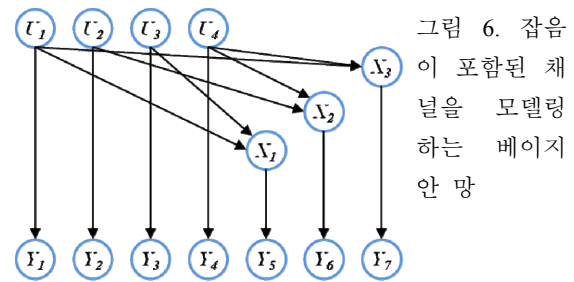 U₁ U₂ U₃ U₄
X₃
X₂
X₁
Y₁ Y₂ Y₃ Y₄ Y₅ Y₆ Y₇
그림 6. 잡음
이 포함된 채
널을 모델링
하는 베이지
안 망